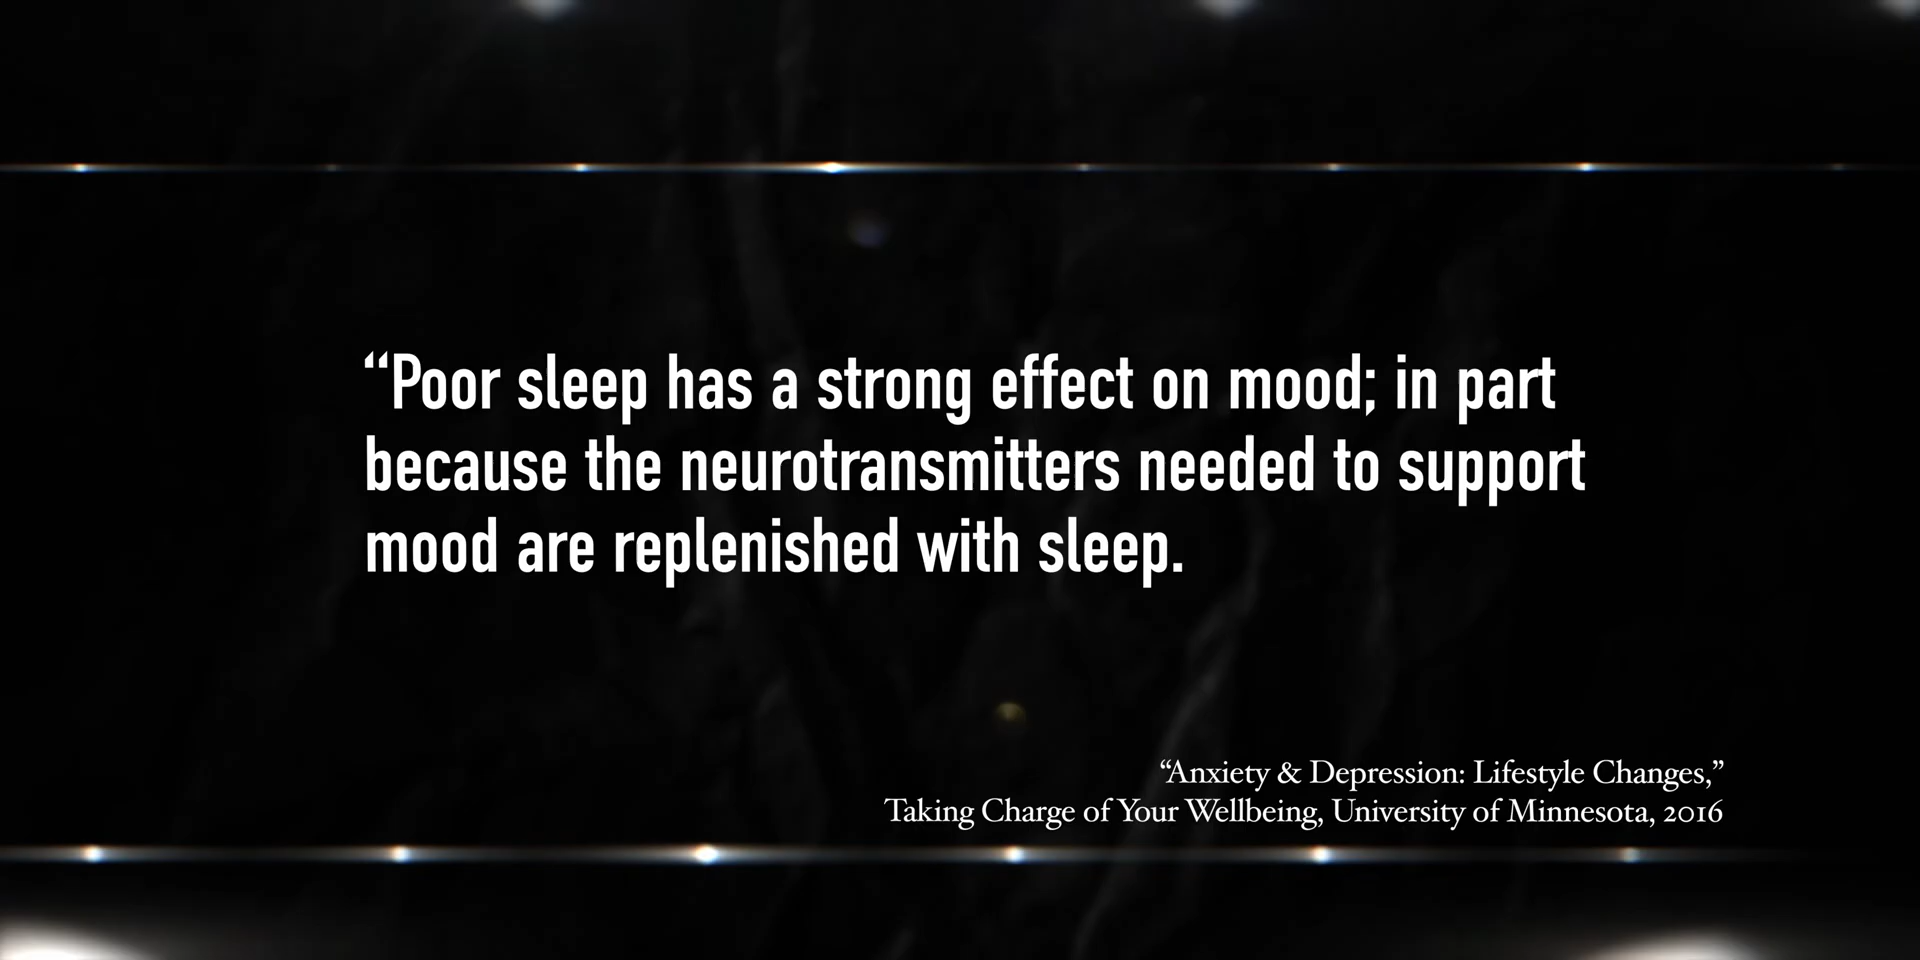 “Poor sleep has a strong effect on mood; in part
because the neurotransmitters needed to support
mood are replenished with sleep.
“Anxiety & Depression: Lifestyle Changes,”
Taking Charge of Your Wellbeing, University of Minnesota, 2016